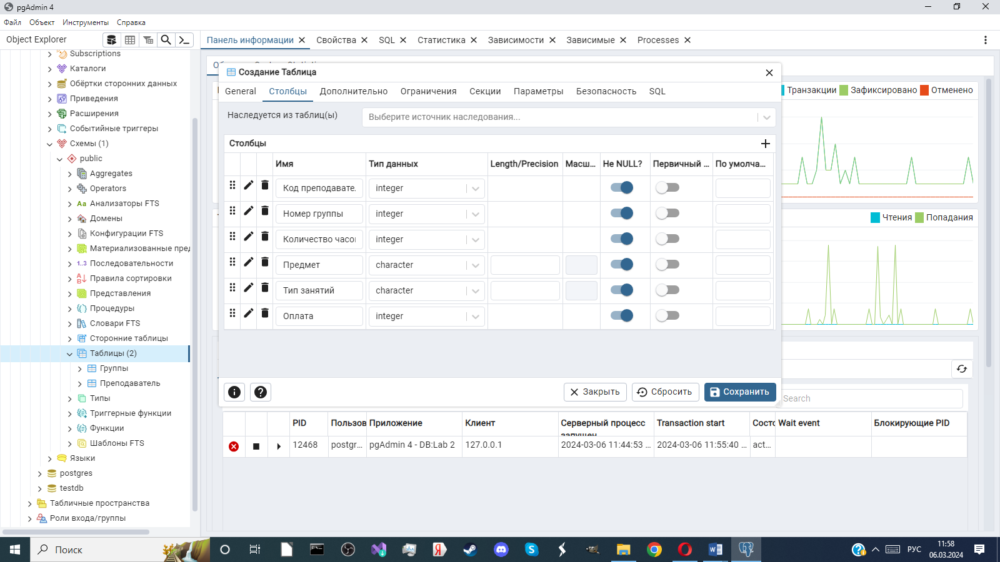 pgAdmin 4
Файл Объект Инструменты Справка
Object Explorer
Панель информации Свойства SQL Статистика Зависимости Зависимые Processes
Subscriptions
Каталоги
Обёртки сторонних данных
Приведения
Расширения
Событийные триггеры
Схемы (1)
public
Aggregates
Operators
Aa Анализаторы FTS
Домены
Конфигурации FTS
Материализованные пред
1..3 Последовательности
Правила сортировки
Представления
Процедуры
Словари FTS
Сторонние таблицы
Таблицы (2)
Группы
Преподаватель
Типы
Триггерные функции
Функции
Шаблоны FTS
Языки
postgres
testdb
Табличные пространства
Роли входа/группы
Создание Таблица
General Столбцы Дополнительно Ограничения Секции Параметры Безопасность SQL
Наследуется из таблиц(ы) Выберите источник наследования...
Столбцы
Имя Тип данных Length/Precision Масш... Не NULL? Первичный ... По умолча...
Код преподавате. integer
Номер группы integer
Количество часо integer
Предмет character
Тип занятий character
Оплата integer
Закрыть Сбросить Сохранить
Транзакции Зафиксировано Отменено
Чтения Попадания
Search
PID Пользов Приложение Клиент Серверный процесс запущен Transaction start Состо Wait event Блокирующие PID
12468 postgr... pgAdmin 4 - DB:Lab 2 127.0.0.1 2024-03-06 11:44:53 ... 2024-03-06 11:55:40 ... act...
Поиск
РУС
11:58
06.03.2024